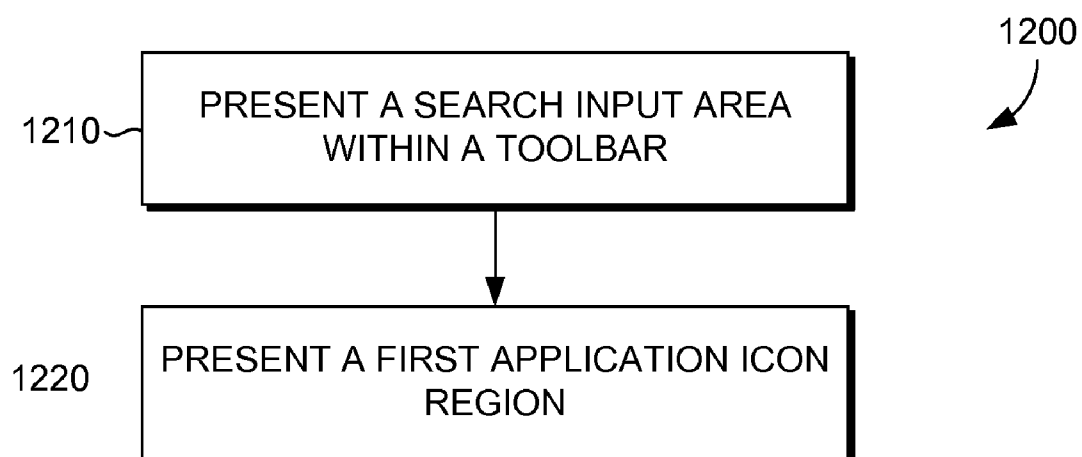 1200
1210
PRESENT A SEARCH INPUT AREA
WITHIN A TOOLBAR
1220
PRESENT A FIRST APPLICATION ICON
REGION